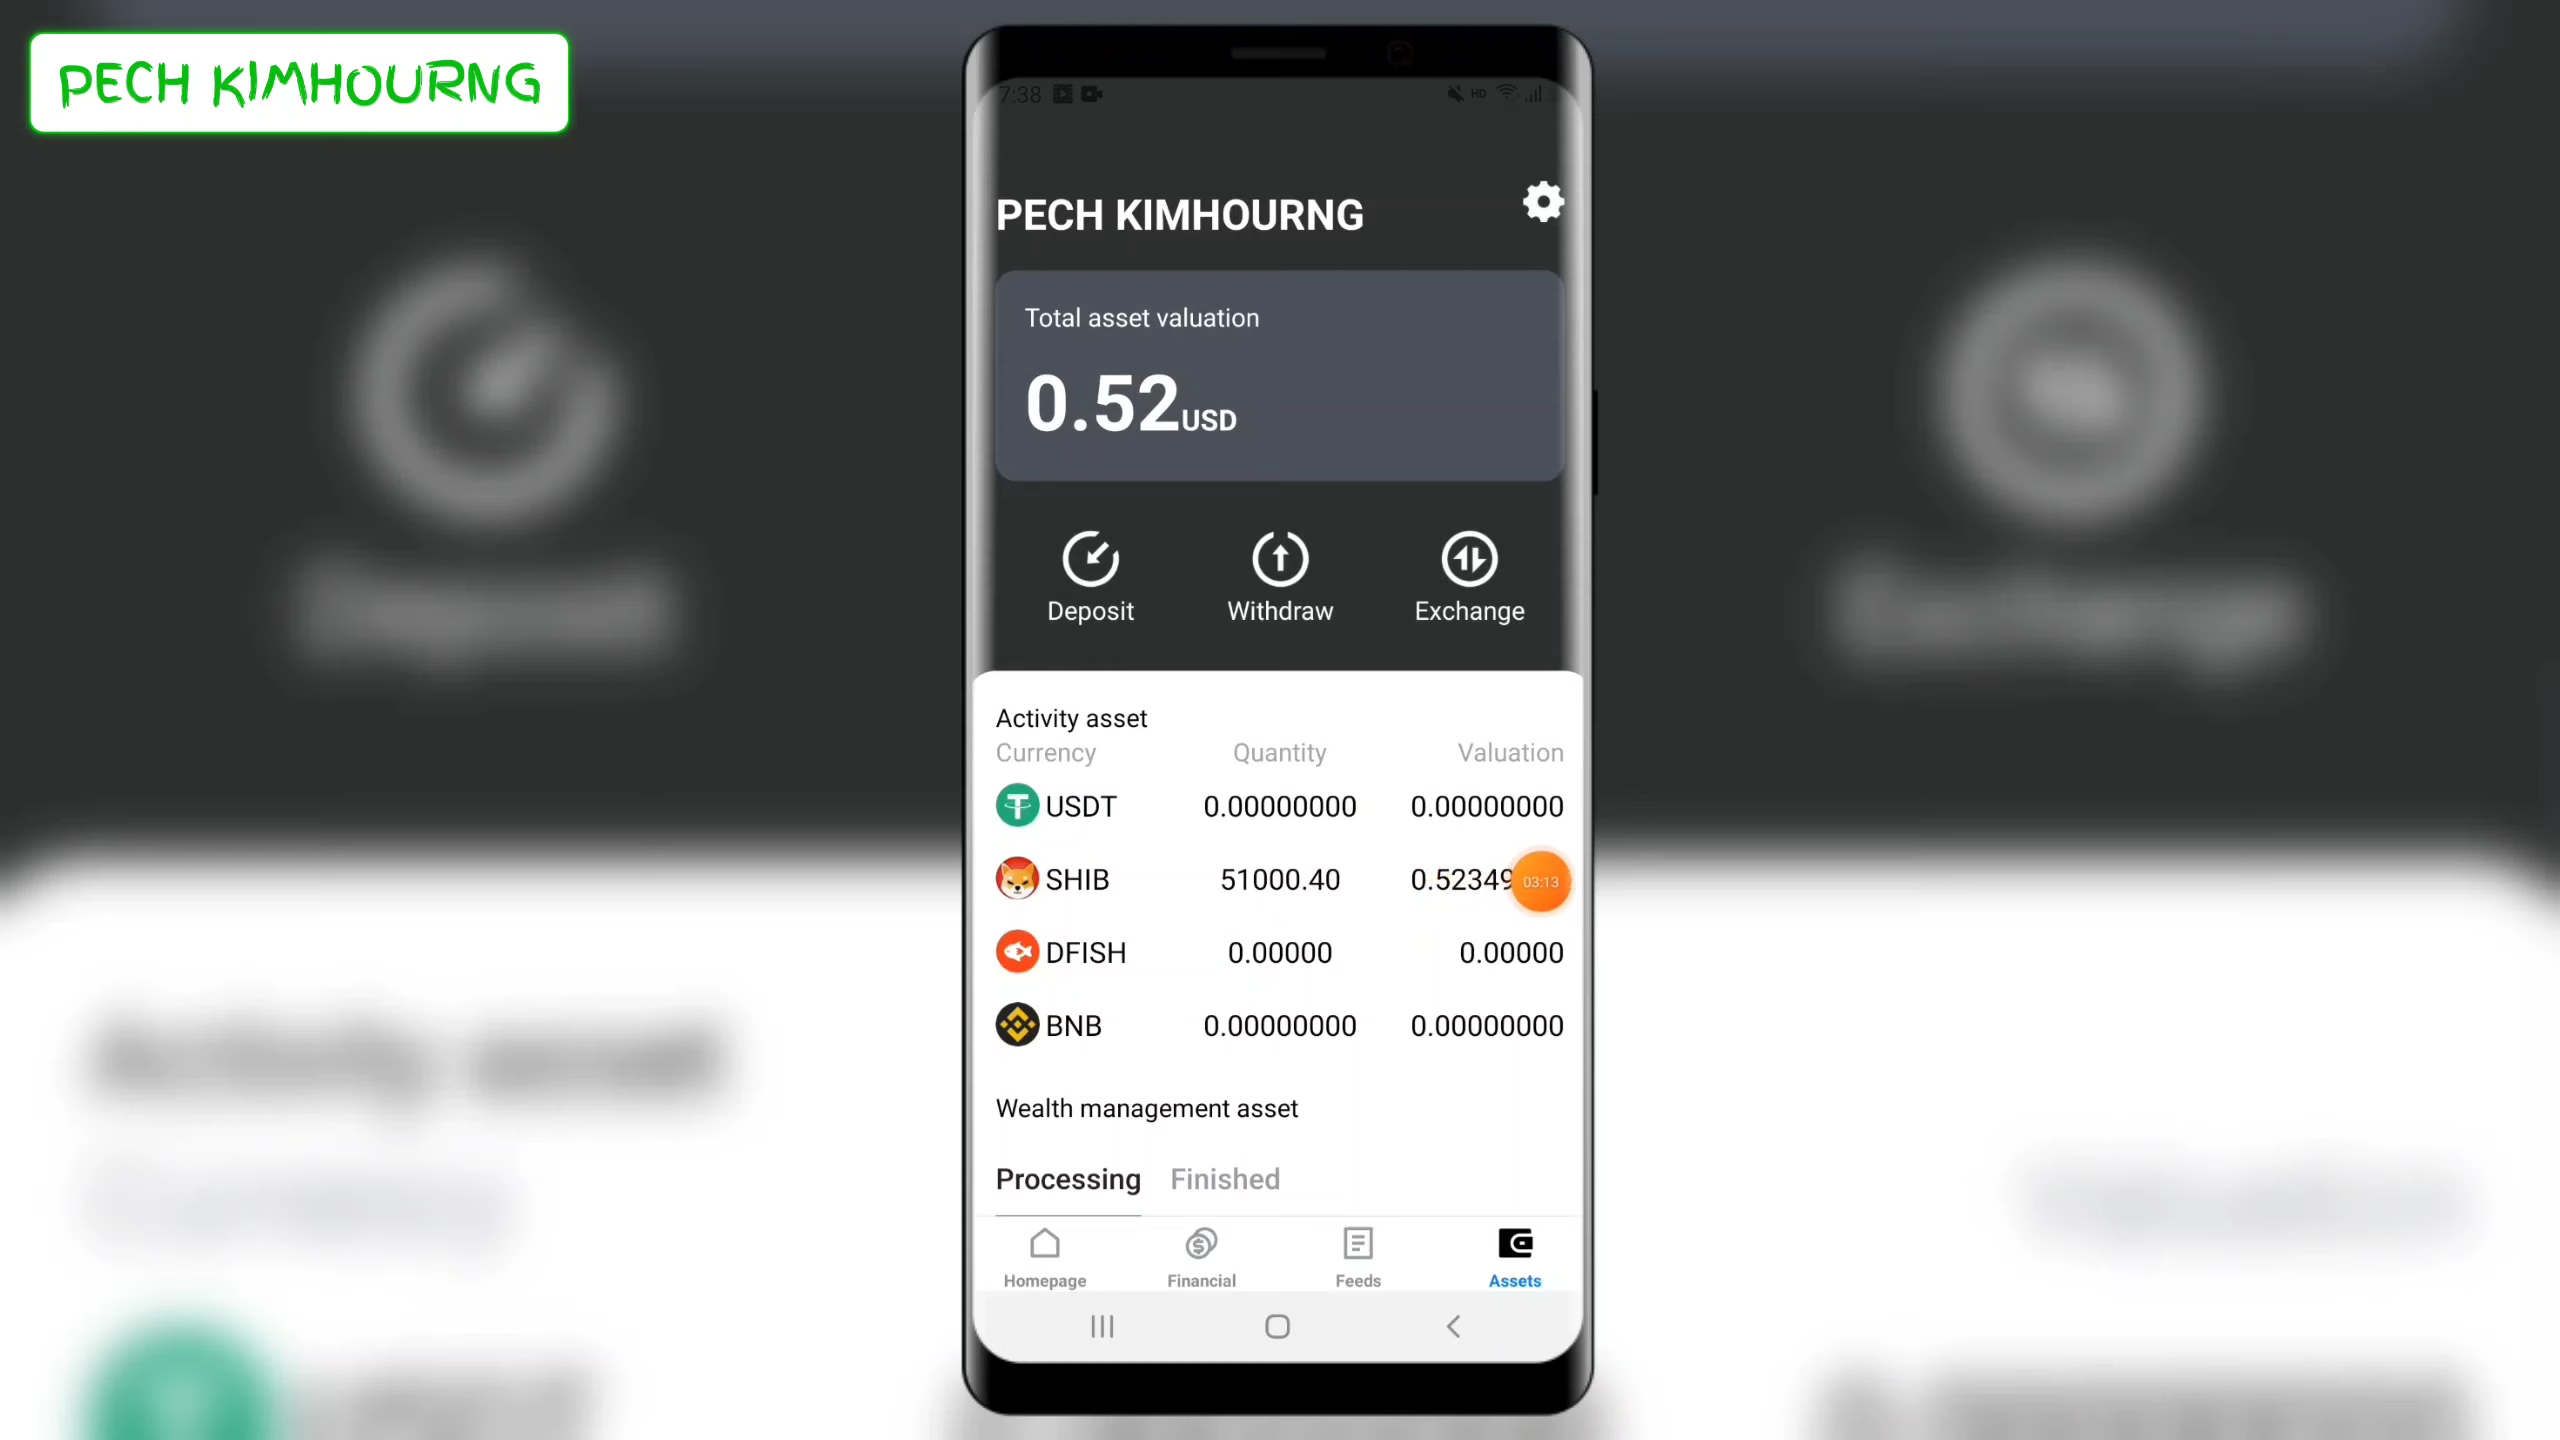 PECH KIMHOURNG
7:38 HD
PECH KIMHOURNG
Total asset valuation
0.52USD
Deposit Withdraw Exchange
Activity asset
Currency Quantity Valuation
USDT 0.00000000 0.00000000
SHIB 51000.40 0.52349 03:13
DFISH 0.00000 0.00000
BNB 0.00000000 0.00000000
Wealth management asset
Processing Finished
Homepage Financial Feeds Assets